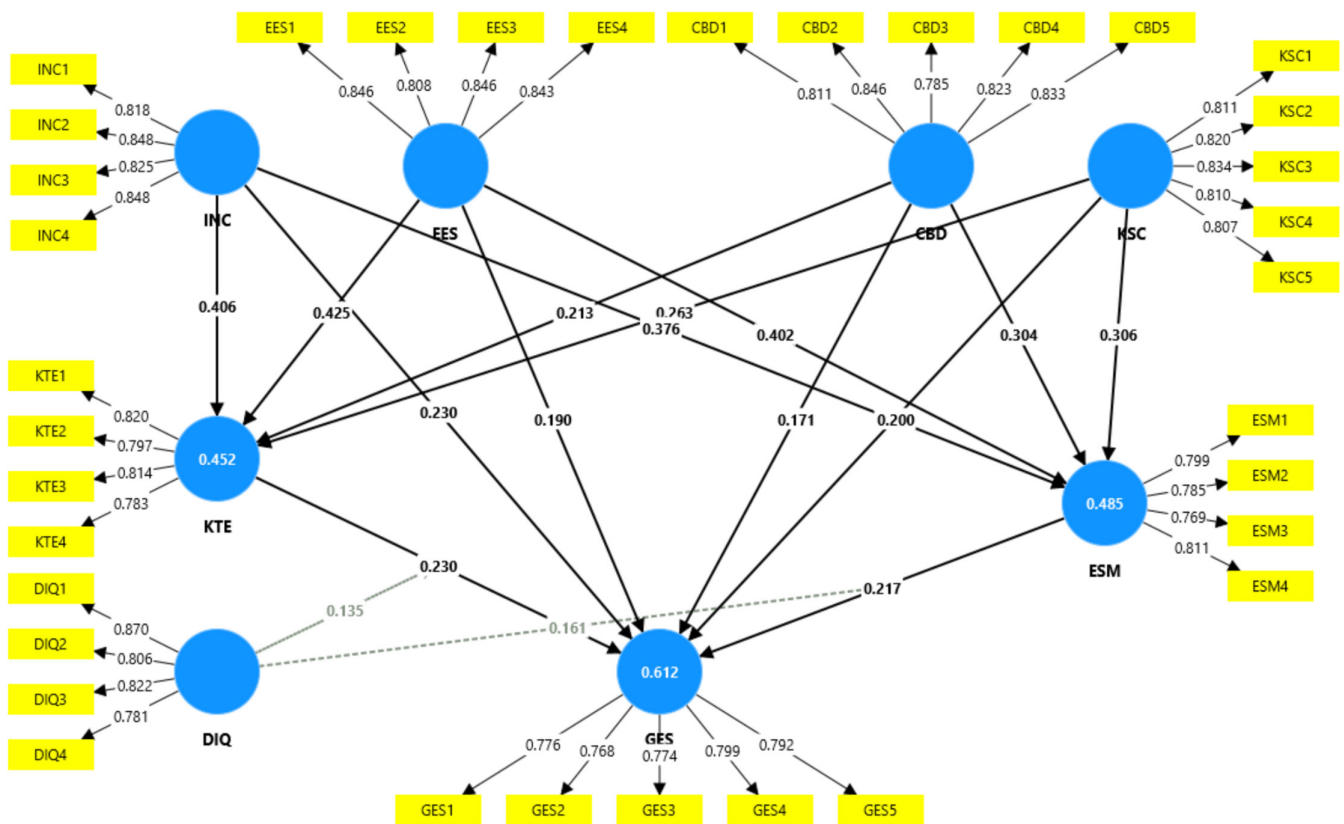 EES1 EES2 EES3 EES4 CBD1 CBD2 CBD3 CBD4 CBD5
INC1 KSC1
0.846 0.808 0.846 0.843 0.811 0.846 0.785 0.823 0.833
0.818 0.811
INC2 KSC2
0.848 0.820
INC3 0.825 0.834 KSC3
0.848 0.810
INC4 KSC4
0.807
INC EES CBD KSC
KSC5
0.406 0.425 0.213 0.263 0.376 0.402 0.304 0.306
KTE1
0.820
KTE2 0.797
KTE3 0.814
0.783
KTE4
0.452
KTE
0.230 0.190 0.171 0.200
ESM1
0.799
ESM2 0.785
ESM3 0.769
0.811
ESM4
0.485
ESM
0.230 0.217
0.135 0.161
DIQ1
0.870
DIQ2 0.806
DIQ3 0.822
0.781
DIQ4
DIQ
0.612
GES
0.776 0.768 0.774 0.799 0.792
GES1 GES2 GES3 GES4 GES5